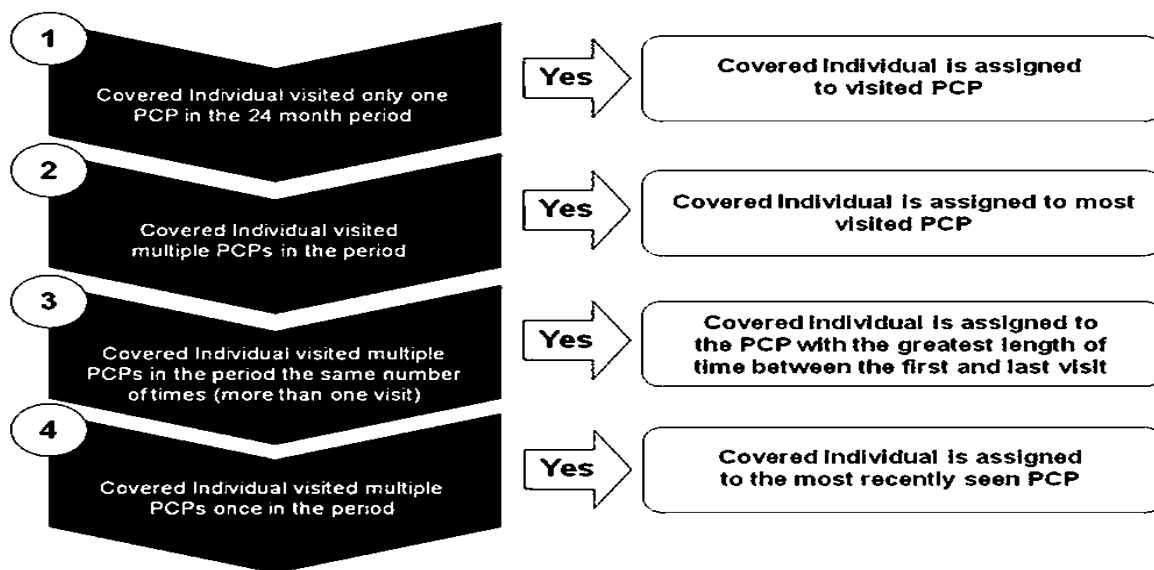 1
Covered Individual visited only one
PCP in the 24 month period
Yes
Covered Individual is assigned
to visited PCP
2
Covered Individual visited
multiple PCPs in the period
Yes
Covered Individual is assigned to most
visited PCP
3
Covered Individual visited multiple
PCPs in the period the same number
of times (more than one visit)
Covered Individual is assigned to
the PCP with the greatest length of
time between the first and last visit
4
Covered Individual visited multiple
PCPs once in the period
Yes
Covered Individual is assigned
to the most recently seen PCP